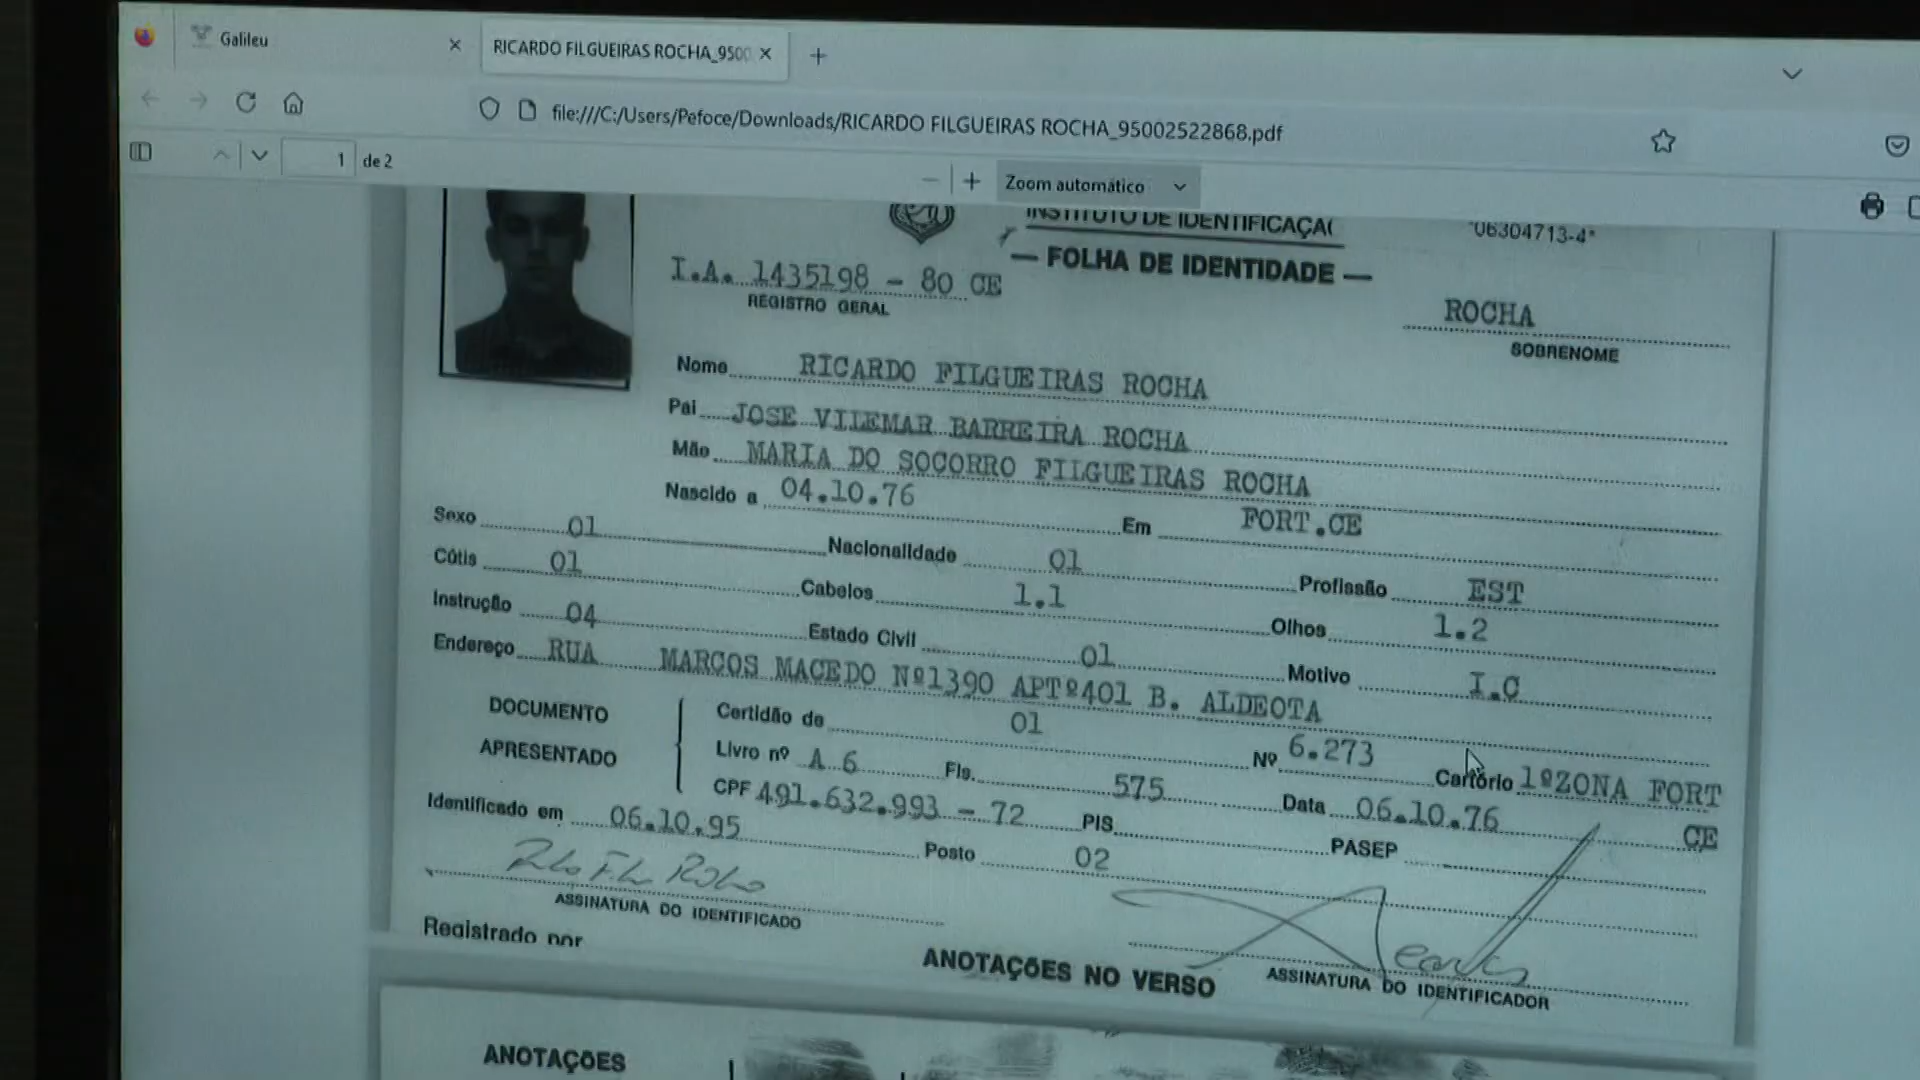 Galileu
RICARDO FILGUEIRAS ROCHA_9500
file:///C:/Users/Pefoce/Downloads/RICARDO FILGUEIRAS ROCHA_95002522868.pdf
1 de 2
Zoom automático
INSTITUTO DE IDENTIFICAÇÃ
*06304713-4*
— FOLHA DE IDENTIDADE —
I.A. 1435198 - 80 CE
REGISTRO GERAL
ROCHA
SOBRENOME
Nome RICARDO FILGUEIRAS ROCHA
Pai JOSE VILEMAR BARREIRA ROCHA
Mão MARIA DO SOCORRO FILGUEIRAS ROCHA
Nascido a 04.10.76 Em FORT.CE
Sexo 01 Nacionalidade 01 Profissão EST
Cútis 01 Cabelos 1.1 Olhos 1.2
Instrução 04 Estado Civil 01 Motivo I.C
Endereço RUA MARCOS MACEDO Nº1390 APTº401 B. ALDEOTA
DOCUMENTO APRESENTADO
Certidão de 01 Nº 6.273 Cartório 1ºZONA FORT CE
Livro nº A 6 Fls. 575 Data 06.10.76
CPF 491.632.993 - 72 PIS PASEP
Identificado em 06.10.95 Posto 02
ASSINATURA DO IDENTIFICADO
Registrado por
ANOTAÇÕES NO VERSO
ASSINATURA DO IDENTIFICADOR
ANOTAÇÕES